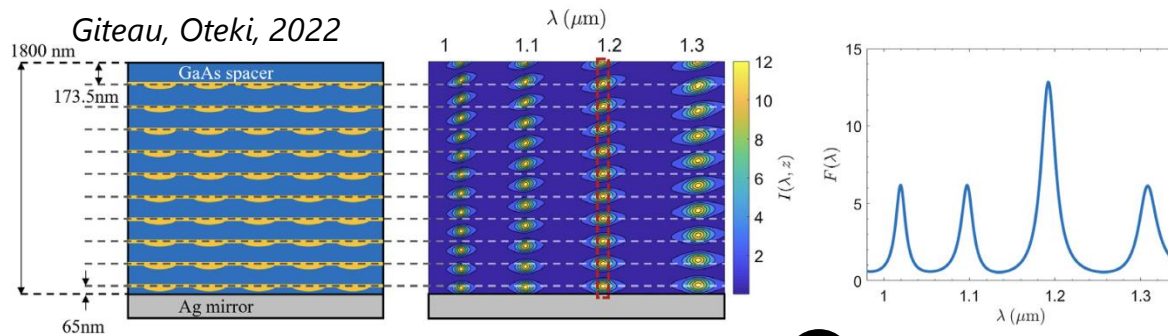 Giteau, Oteki, 2022
1800 nm
GaAs spacer
173.5nm
Ag mirror
65nm
λ (μm)
1 1.1 1.2 1.3
12
10
8
6
4
2
I(λ, z)
15
10
5
0
F(λ)
1 1.1 1.2 1.3
λ (μm)